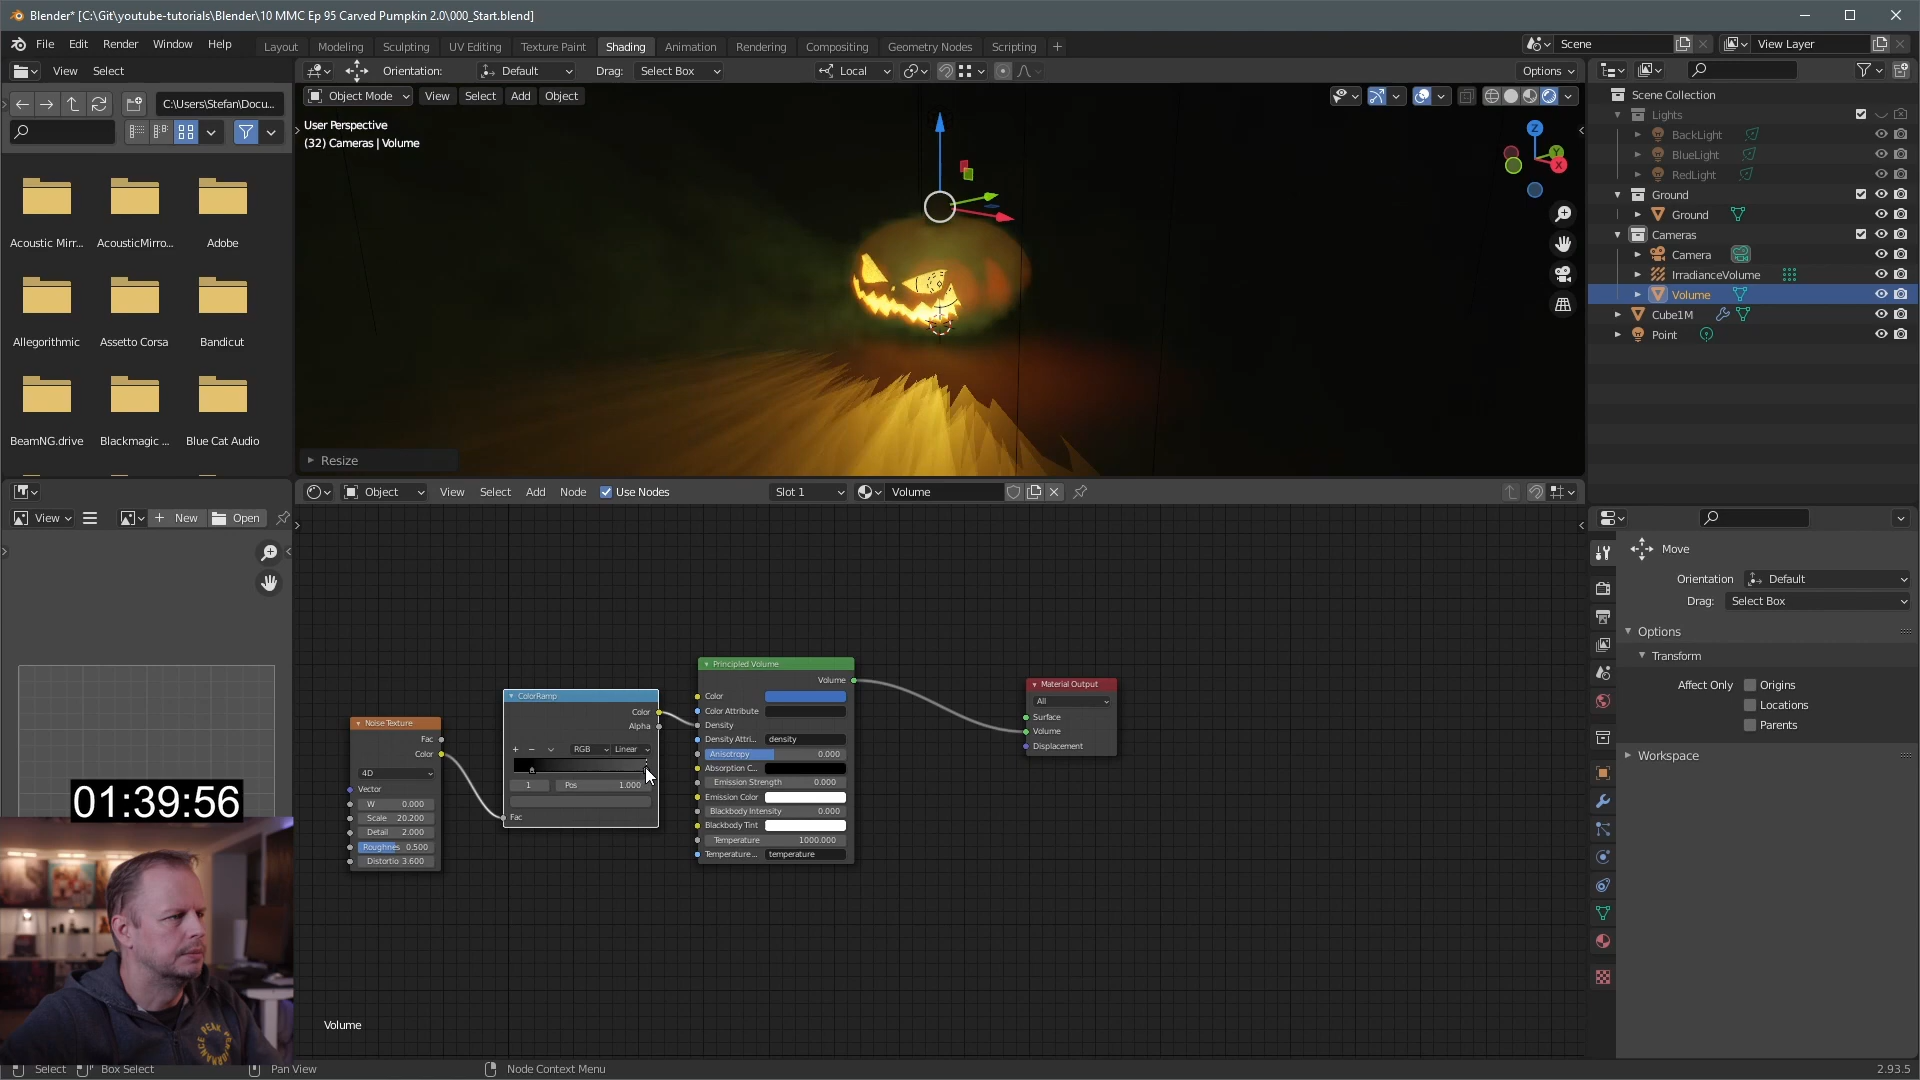 Blender* [C:\Git\youtube-tutorials\Blender\10 MMC Ep 95 Carved Pumpkin 2.0\000_Start.blend]
File Edit Render Window Help
Layout Modeling Sculpting UV Editing Texture Paint Shading Animation Rendering Compositing Geometry Nodes Scripting +
Scene
View Layer
View Select
Orientation: Default Drag: Select Box
Local
Options
C:\Users\Stefan\Docu...
Object Mode View Select Add Object
User Perspective
(32) Cameras | Volume
Z
Y
X
Resize
Acoustic Mirr... AcousticMirro... Adobe
Allegorithmic Assetto Corsa Bandicut
BeamNG.drive Blackmagic ... Blue Cat Audio
Scene Collection
Lights
BackLight
BlueLight
RedLight
Ground
Ground
Cameras
Camera
IrradianceVolume
Volume
Cube1M
Point
View
New Open
Object View Select Add Node Use Nodes Slot 1 Volume
Noise Texture
Fac
Color
4D
Vector
W 0.000
Scale 20.200
Detail 2.000
Roughnes 0.500
Distortio 3.600
ColorRamp
Color
Alpha
+ − RGB Linear
1 Pos 1.000
Fac
Principled Volume
Volume
Color
Color Attribute
Density
Density Attri... density
Anisotropy 0.000
Absorption C...
Emission Strength 0.000
Emission Color
Blackbody Intensity 0.000
Blackbody Tint
Temperature 1000.000
Temperature... temperature
Material Output
All
Surface
Volume
Displacement
Volume
Move
Orientation Default
Drag: Select Box
Options
Transform
Affect Only Origins
Locations
Parents
Workspace
01:39:56
PEAK
Select Box Select Pan View Node Context Menu
2.93.5